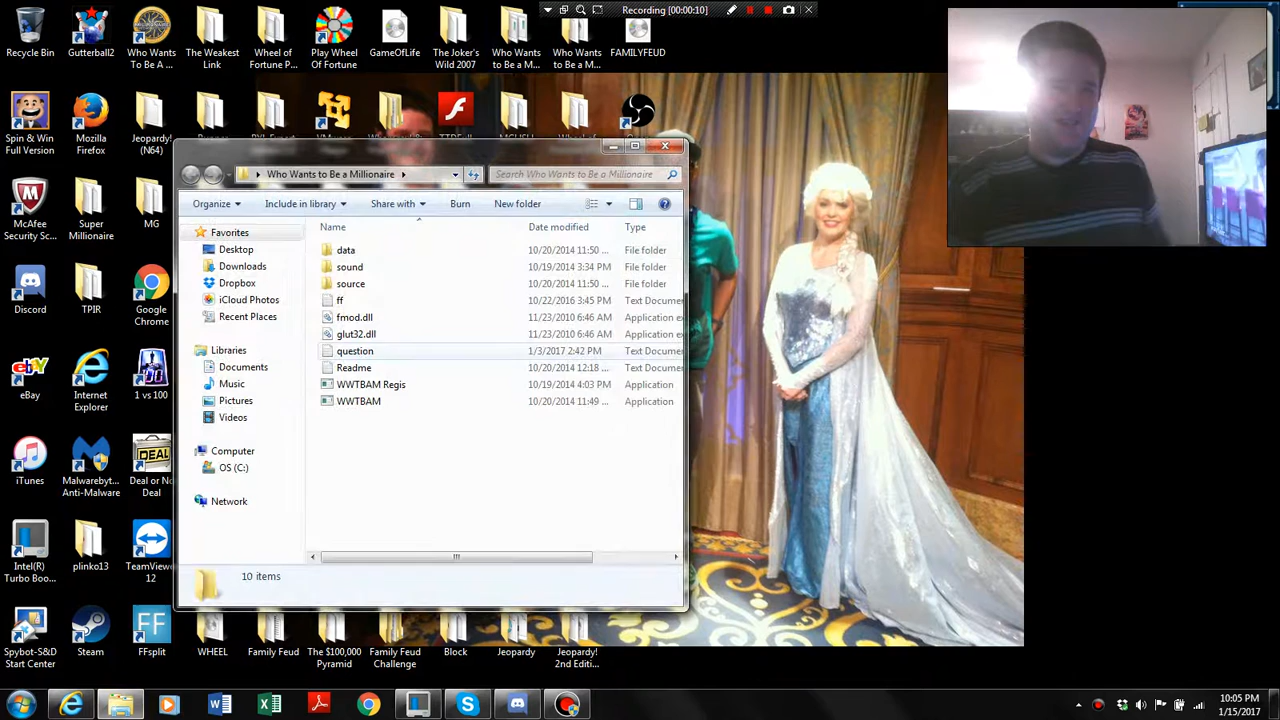 Recording [00:00:10]
Recycle Bin
Gutterball2
Who Wants To Be A ...
The Weakest Link
Wheel of Fortune P...
Play Wheel Of Fortune
GameOfLife
The Joker's Wild 2007
Who Wants to Be a M...
Who Wants to Be a M...
FAMILYFEUD
Spin & Win Full Version
Mozilla Firefox
Jeopardy! (N64)
Who Wants to Be a Millionaire
Search Who Wants to Be a Millionaire
Organize
Include in library
Share with
Burn
New folder
Name
Date modified
Type
Favorites
Desktop
Downloads
Dropbox
iCloud Photos
Recent Places
Libraries
Documents
Music
Pictures
Videos
Computer
OS (C:)
Network
data 10/20/2014 11:50 ... File folder
sound 10/19/2014 3:34 PM File folder
source 10/20/2014 11:50 ... File folder
ff 10/22/2016 3:45 PM Text Docume
fmod.dll 11/23/2010 6:46 AM Application e
glut32.dll 11/23/2010 6:46 AM Application e
question 1/3/2017 2:42 PM Text Docume
Readme 10/20/2014 12:18 ... Text Docume
WWTBAM Regis 10/19/2014 4:03 PM Application
WWTBAM 10/20/2014 11:49 ... Application
10 items
McAfee Security Sc...
Super Millionaire
MG
Discord
TPIR
Google Chrome
eBay
Internet Explorer
1 vs 100
iTunes
Malwarebyt... Anti-Malware
DEAL
Deal or No Deal
Intel(R) Turbo Boo...
plinko13
TeamViewer 12
Spybot-S&D Start Center
Steam
FF
FFsplit
WHEEL
Family Feud
The $100,000 Pyramid
Family Feud Challenge
Block
Jeopardy
Jeopardy! 2nd Editi...
10:05 PM
1/15/2017